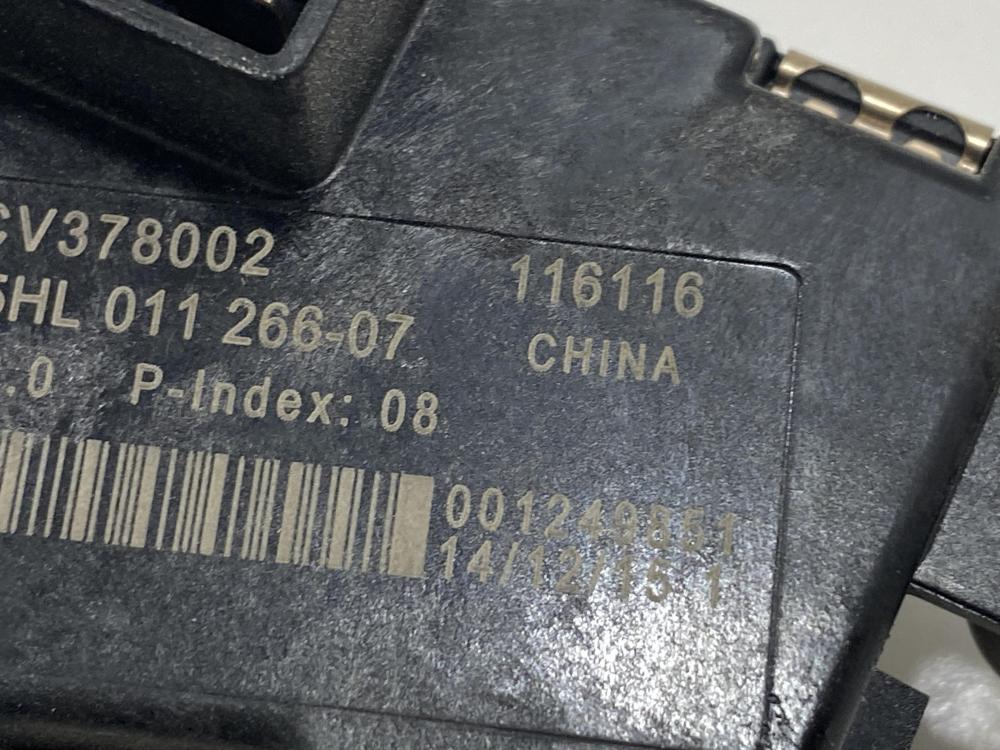 CV378002
5HL 011 266-07
116116
CHINA
.0 P-Index: 08
001249851
14/12/15 1